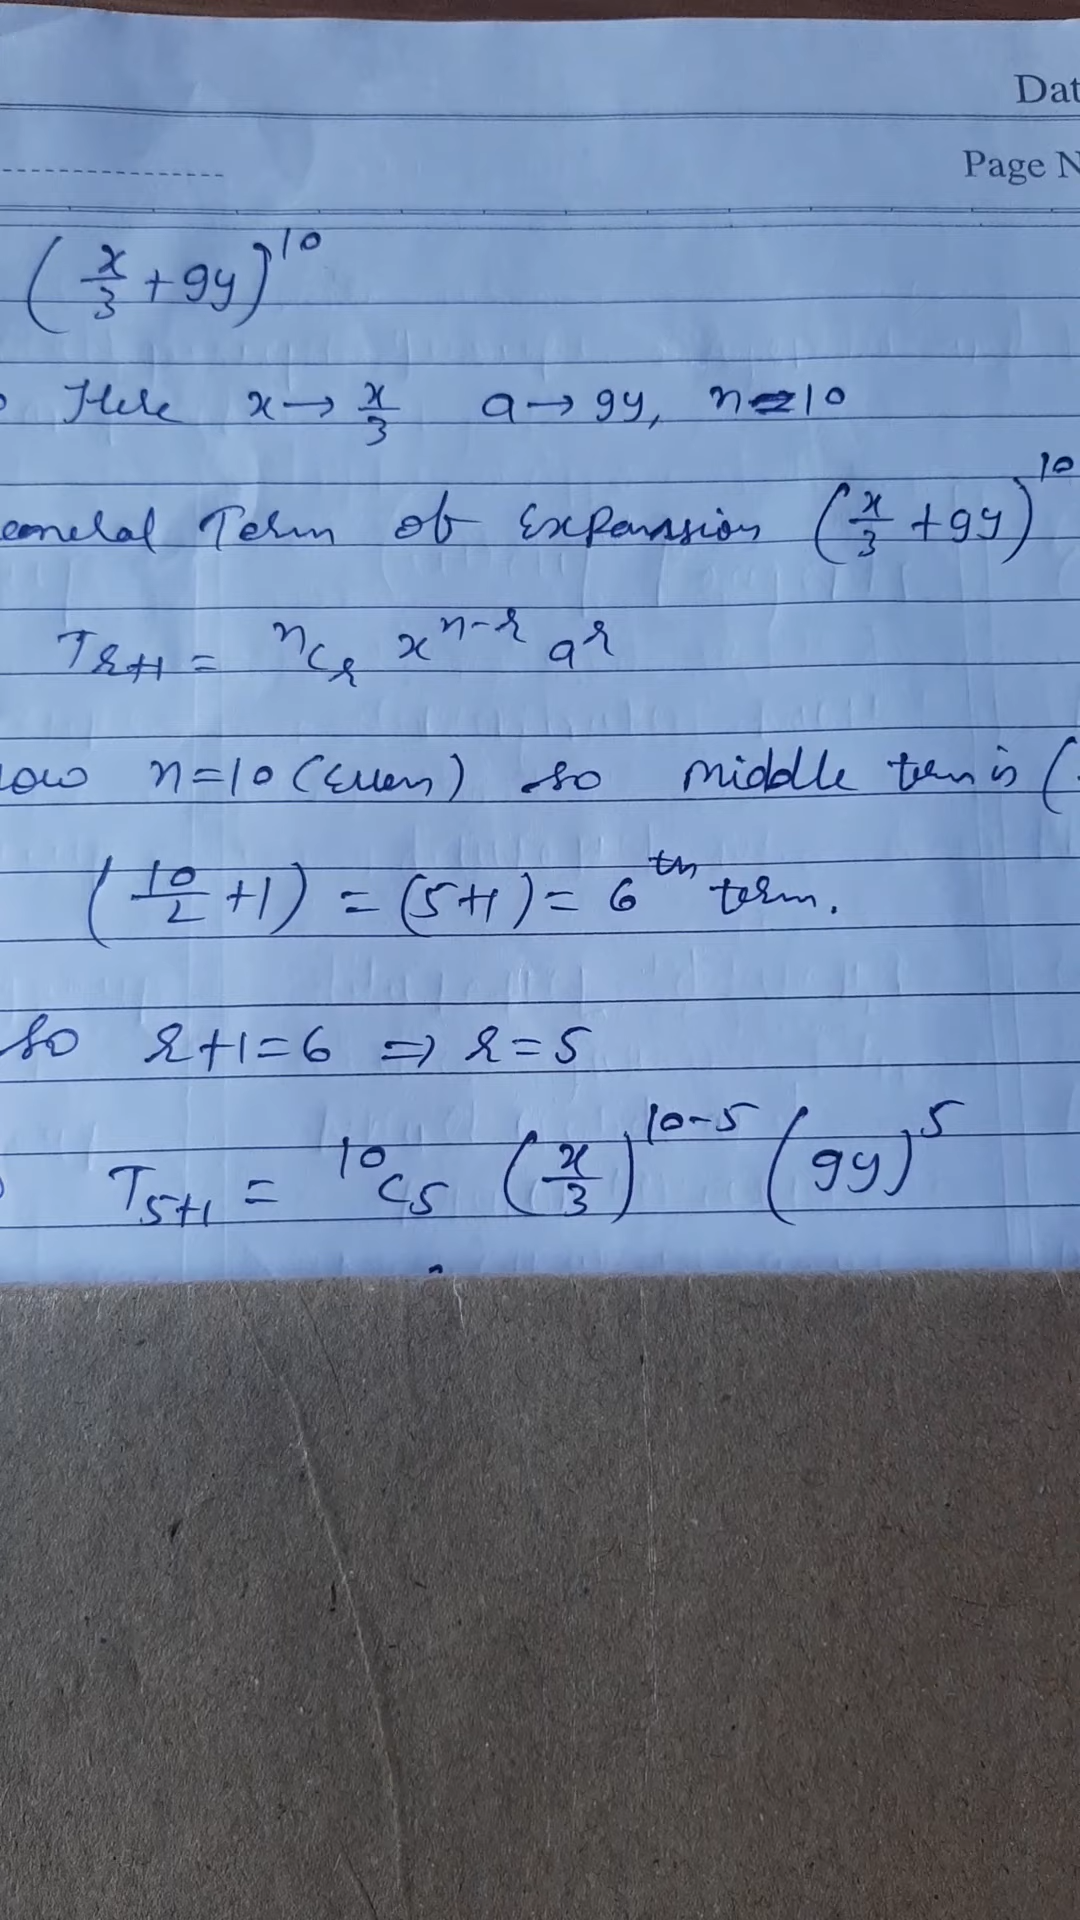 Dat
Page N
(x/3 + 9y)^10
Here x → x/3 a → 9y, n = 10
eneral Term of Expansion (x/3 + 9y)^10
T_{r+1} = ^nC_r x^{n-r} a^r
ow n = 10 (Even) so middle term is (
(10/2 + 1) = (5+1) = 6^th term.
so r+1 = 6 ⇒ r = 5
T_{5+1} = ^10C_5 (x/3)^{10-5} (9y)^5